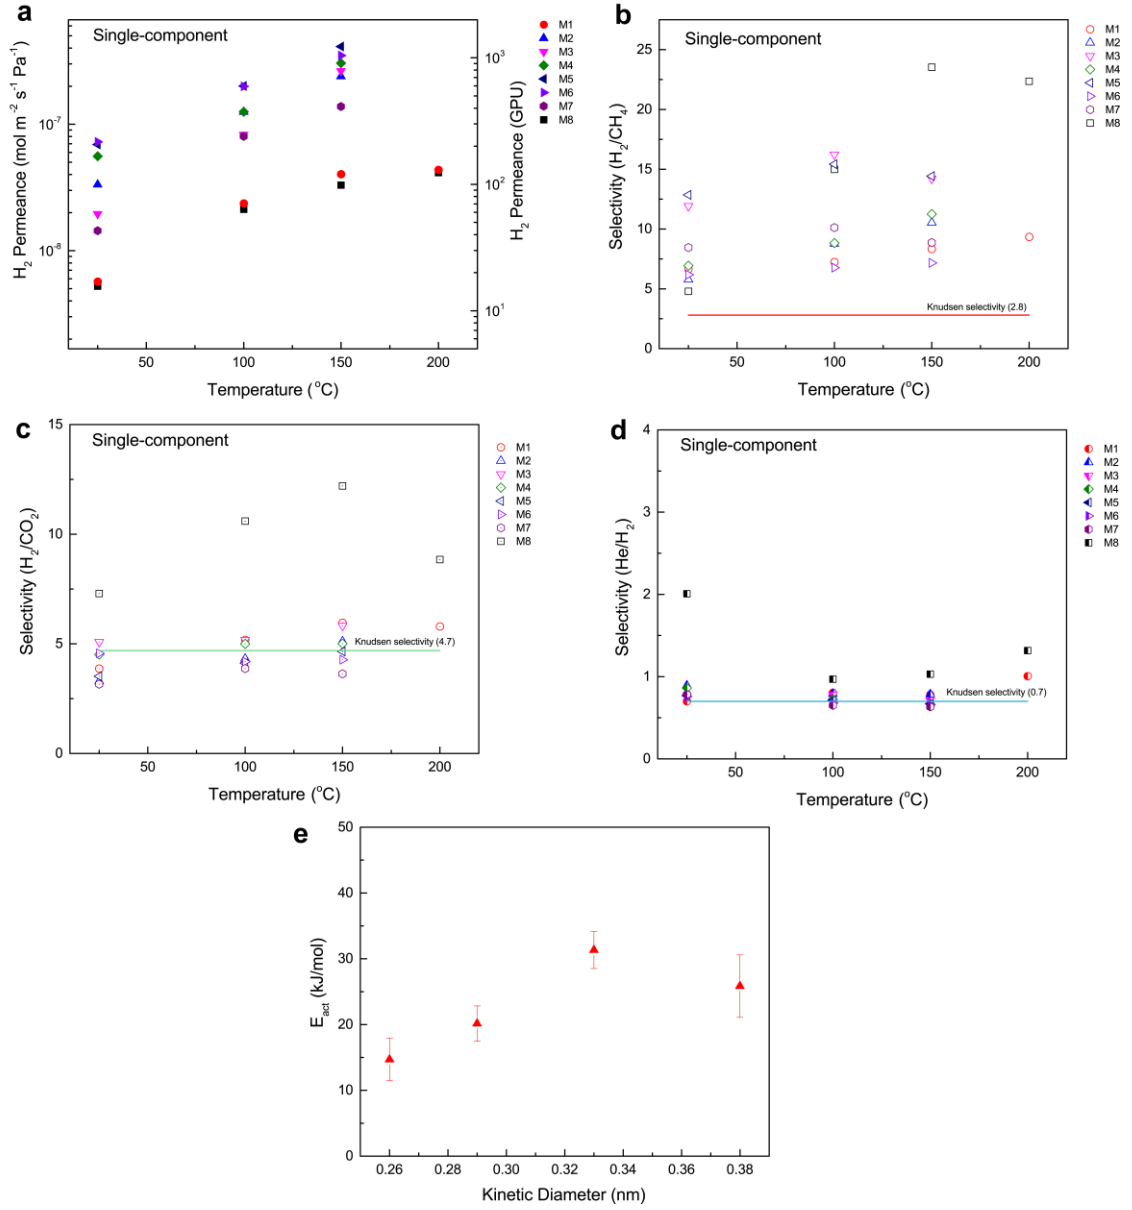 a
Single-component
H2 Permeance (mol m−2 s−1 Pa−1)
10-7
10-8
50
100
150
200
Temperature (oC)
103
102
101
H2 Permeance (GPU)
M1
M2
M3
M4
M5
M6
M7
M8
b
Single-component
Selectivity (H2/CH4)
25
20
15
10
5
0
Knudsen selectivity (2.8)
50
100
150
200
Temperature (oC)
M1
M2
M3
M4
M5
M6
M7
M8
c
Single-component
Selectivity (H2/CO2)
15
10
5
0
Knudsen selectivity (4.7)
50
100
150
200
Temperature (oC)
M1
M2
M3
M4
M5
M6
M7
M8
d
Single-component
Selectivity (He/H2)
4
3
2
1
0
Knudsen selectivity (0.7)
50
100
150
200
Temperature (oC)
M1
M2
M3
M4
M5
M6
M7
M8
e
Eact (kJ/mol)
50
40
30
20
10
0
0.26
0.28
0.30
0.32
0.34
0.36
0.38
Kinetic Diameter (nm)